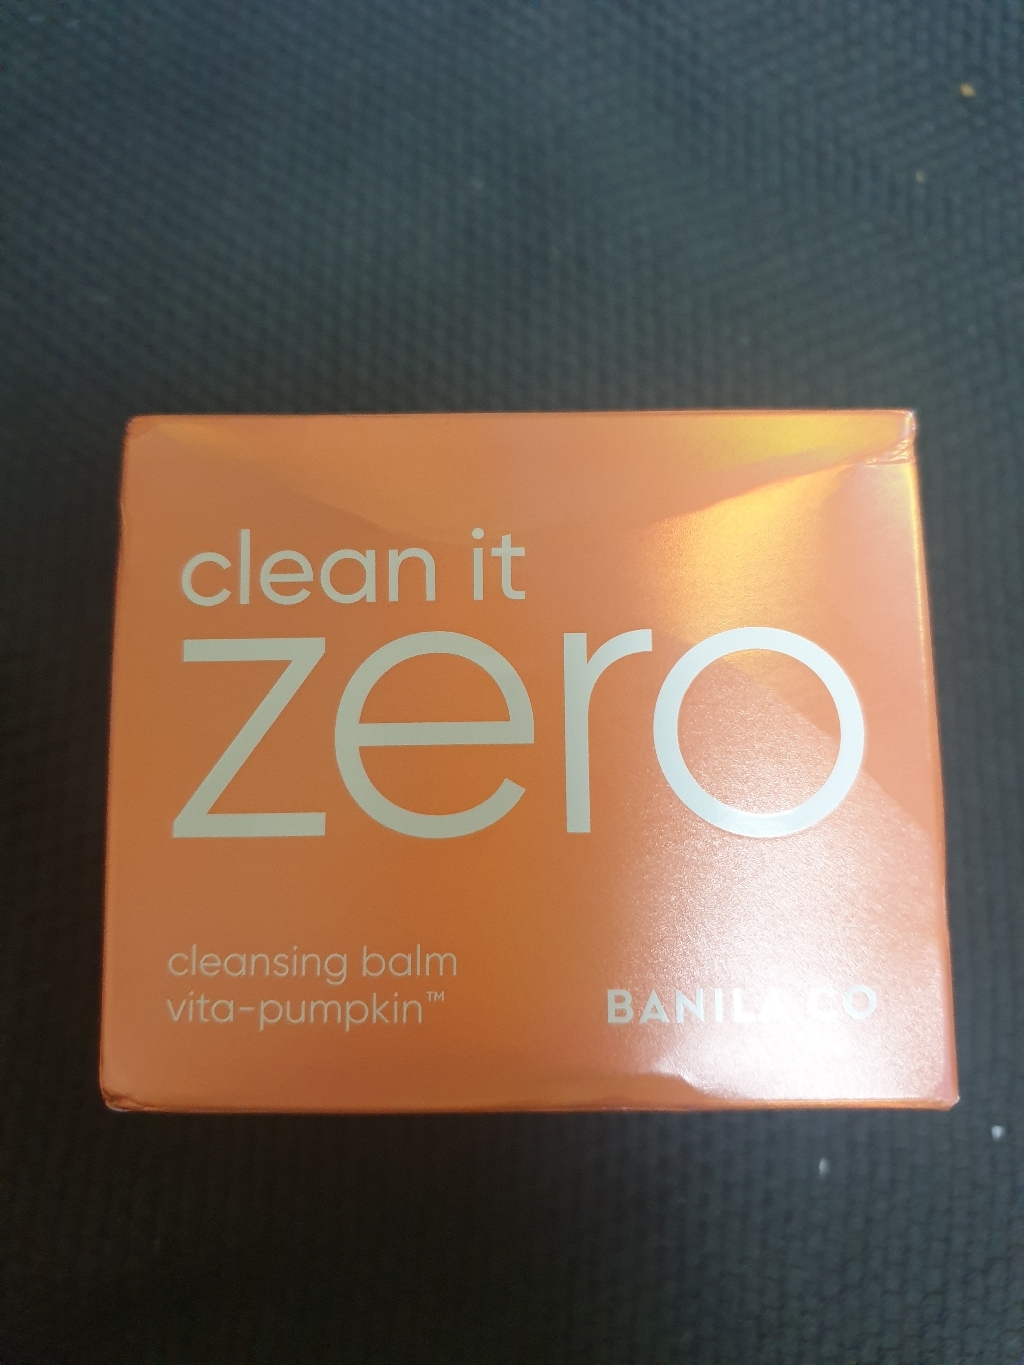 clean it
zero
cleansing balm
vita-pumpkin™
BANILA CO